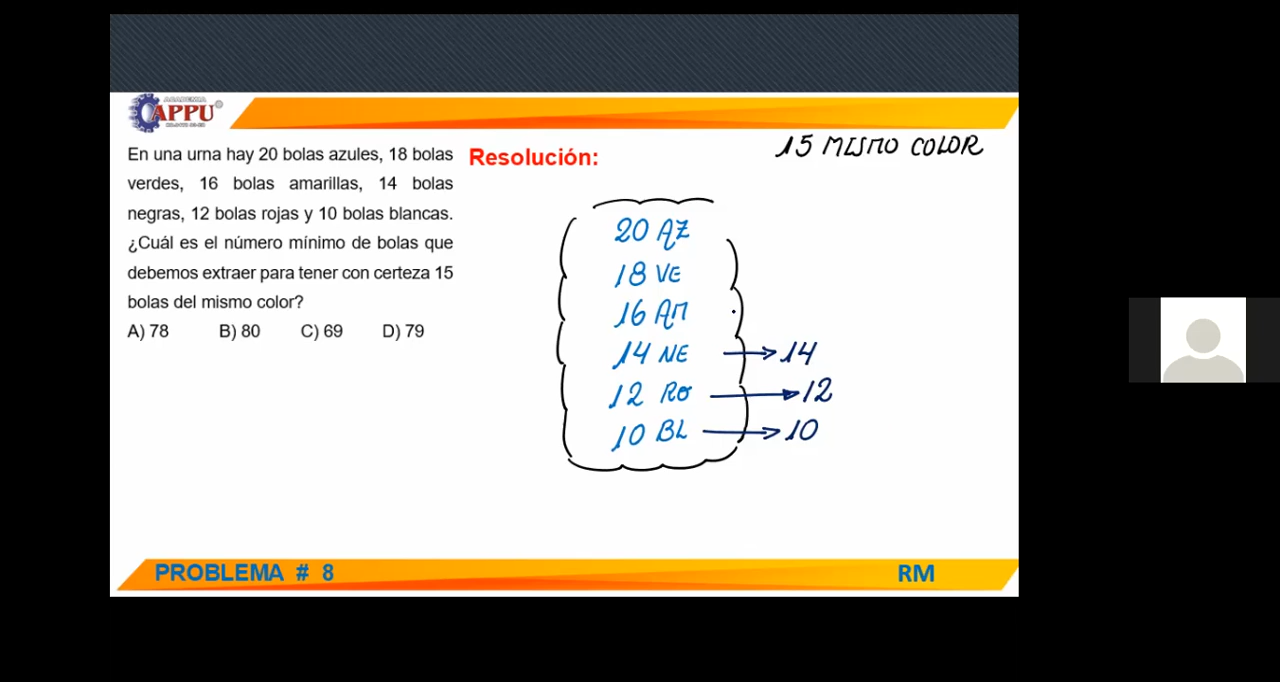 ACADEMIA
APPU
En una urna hay 20 bolas azules, 18 bolas
verdes, 16 bolas amarillas, 14 bolas
negras, 12 bolas rojas y 10 bolas blancas.
¿Cuál es el número mínimo de bolas que
debemos extraer para tener con certeza 15
bolas del mismo color?
A) 78 B) 80 C) 69 D) 79
Resolución:
15 MISMO COLOR
20 AZ
18 VE
16 AM
14 NE → 14
12 RO → 12
10 BL → 10
PROBLEMA # 8
RM